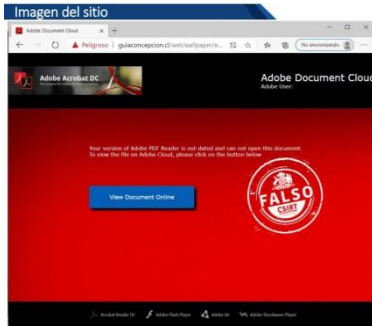 Imagen del sitio
Adobe Document Cloud
Peligroso | guiaconcepcion.cl/wel/wallpaper/e...
No sincronizando
Adobe Acrobat DC
Adobe Document Cloud
Adobe User:
Your version of Adobe PDF Reader is out-dated and can not open this document.
To view the file on Adobe Cloud, please click on the button below
View Document Online
FALSO
CSIRT
Acrobat Reader DC
Adobe Flash Player
Adobe Air
Adobe Shockwave Player